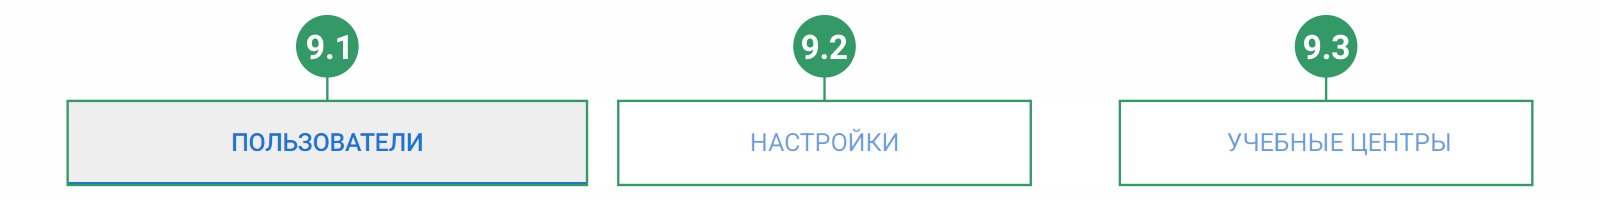 9.1 9.2 9.3
ПОЛЬЗОВАТЕЛИ НАСТРОЙКИ УЧЕБНЫЕ ЦЕНТРЫ